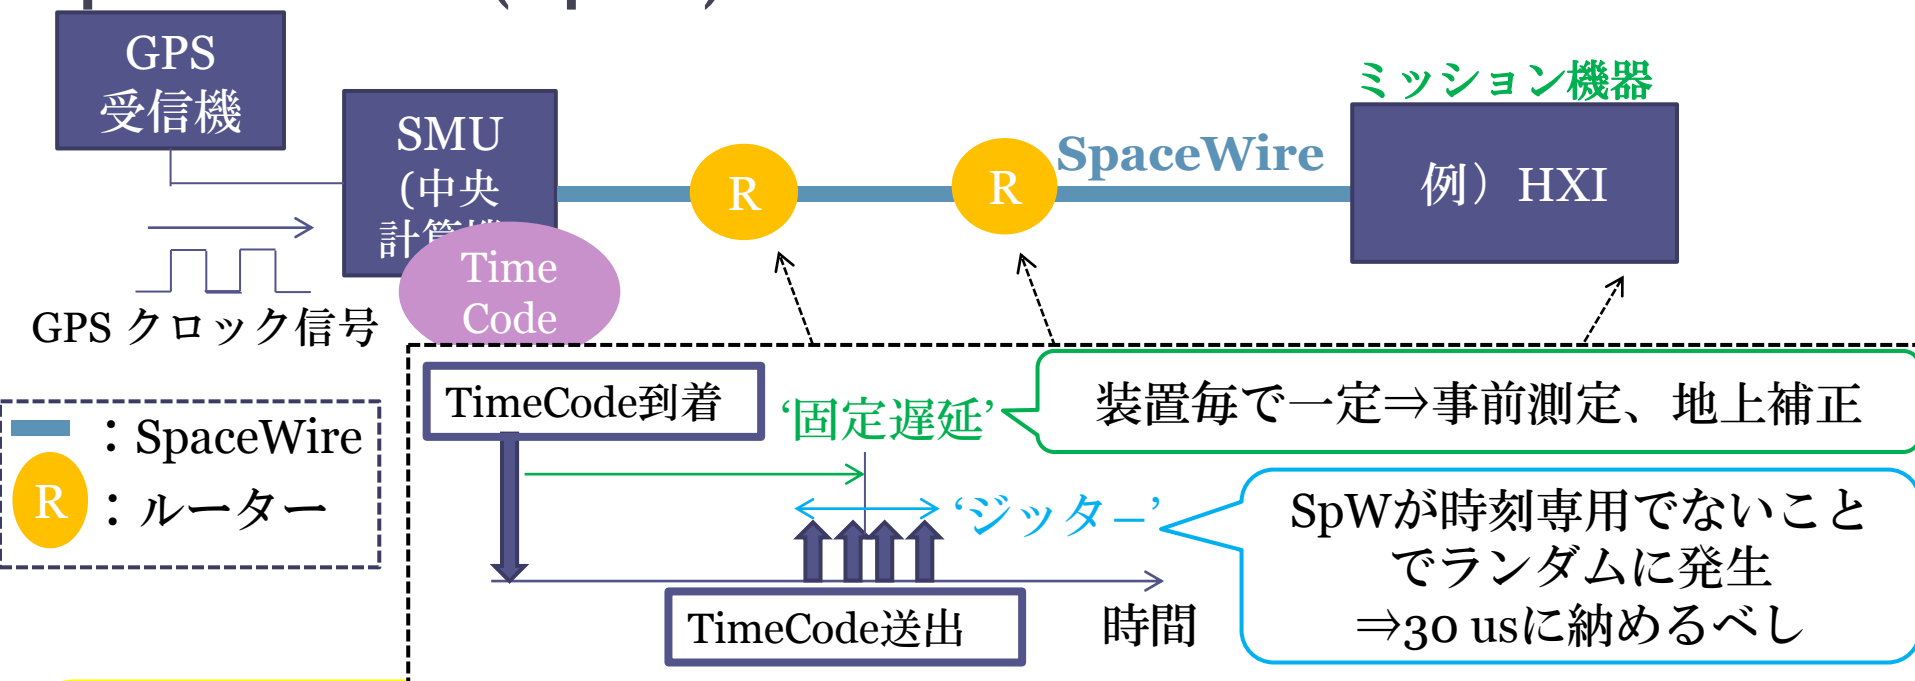 GPS
受信機
SMU
(中央
計算機
Time
Code
R
R
SpaceWire
ミッション機器
例）HXI
GPS クロック信号
：SpaceWire
R
：ルーター
TimeCode到着
‘固定遅延’
装置毎で一定⇒事前測定、地上補正
‘ジッター’
SpWが時刻専用でないこと
でランダムに発生
⇒30 usに納めるべし
TimeCode送出
時間